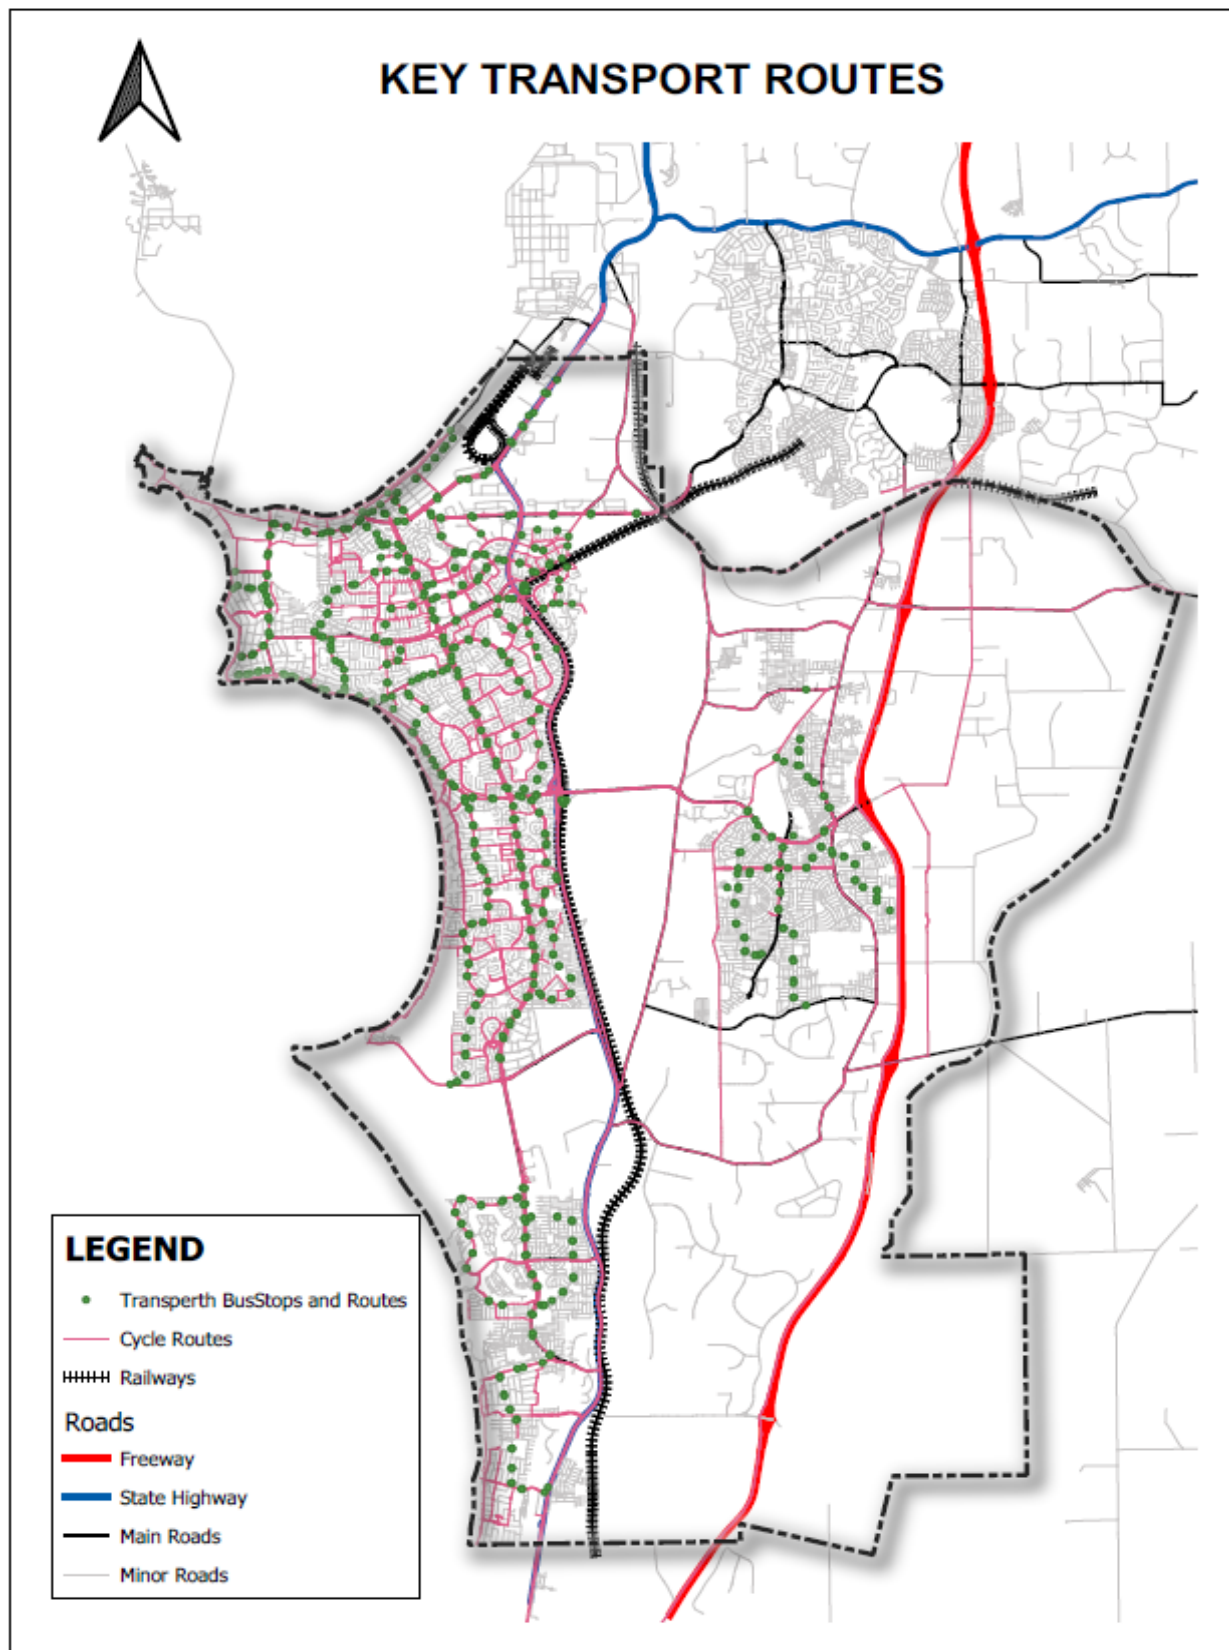 KEY TRANSPORT ROUTES
LEGEND
Transperth BusStops and Routes
Cycle Routes
Railways
Roads
Freeway
State Highway
Main Roads
Minor Roads